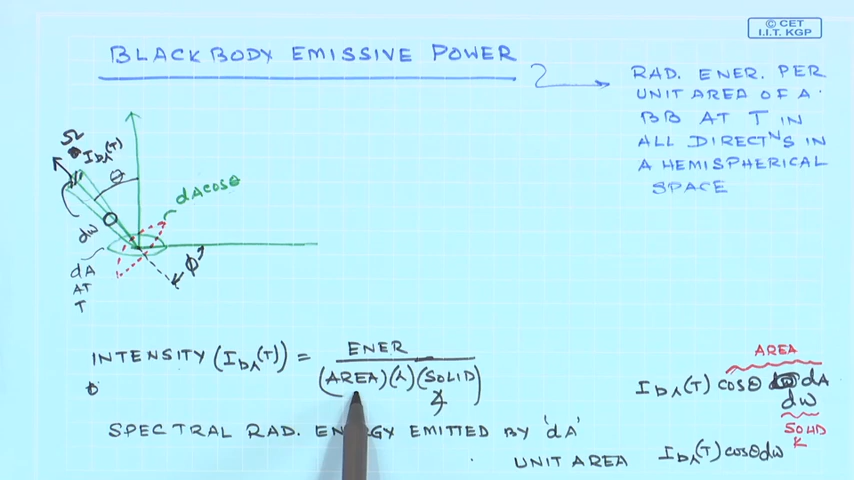 © CET
I.I.T. KGP
BLACKBODY EMISSIVE POWER
RAD. ENER. PER
UNIT AREA OF A
BB AT T IN
ALL DIRECTNS IN
A HEMISPHERICAL
SPACE
Ω
Ibλ(T)
θ
dAcosθ
dω
ϕ
dA
AT
T
INTENSITY (Ibλ(T)) = ENER
(AREA)(λ)(SOLID ∠)
AREA
Ibλ(T) cosθ dA
dω
SOLID
∠
SPECTRAL RAD. ENERGY EMITTED BY 'dA'
UNIT AREA Ibλ(T) cosθ dω